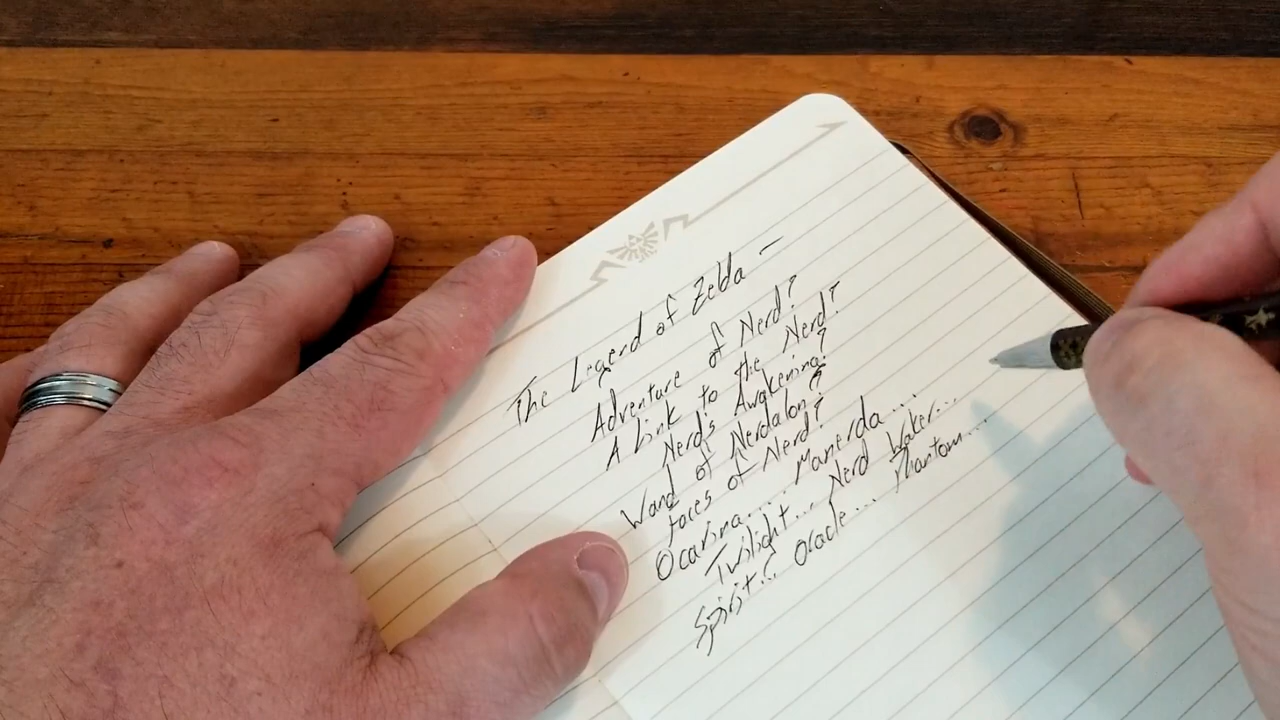 The Legend of Zelda –
Adventure of Nerd?
A Link to the Nerd?
Nerd's Awakening?
Wand of Nerdalon?
Faces of Nerd?
Ocarina... Manerda...
Twilight... Nerd Waker...
Spirit... Oracle... Phantom...